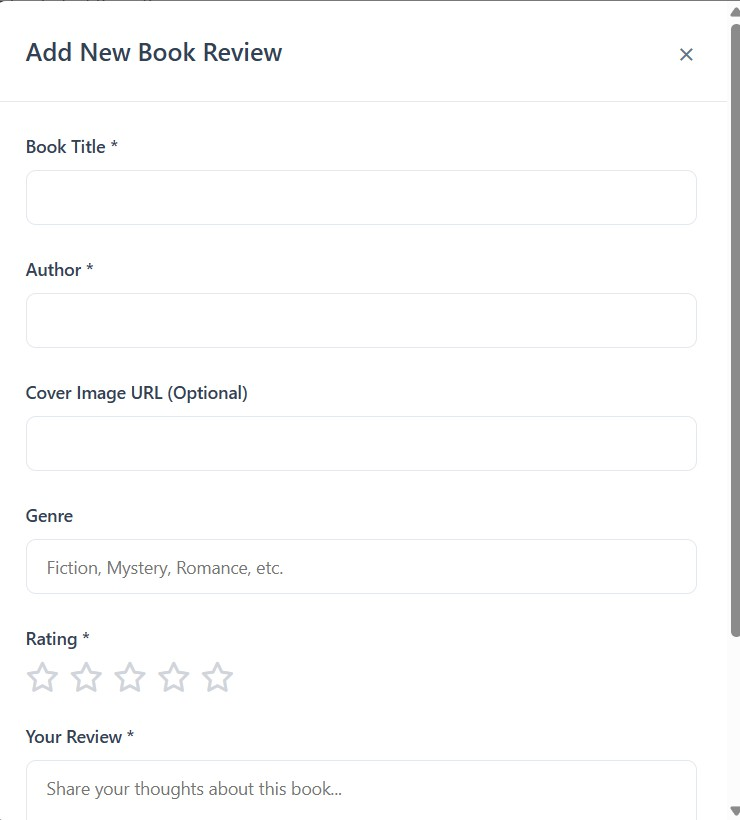 Add New Book Review
×
Book Title *
Author *
Cover Image URL (Optional)
Genre
Fiction, Mystery, Romance, etc.
Rating *
Your Review *
Share your thoughts about this book...